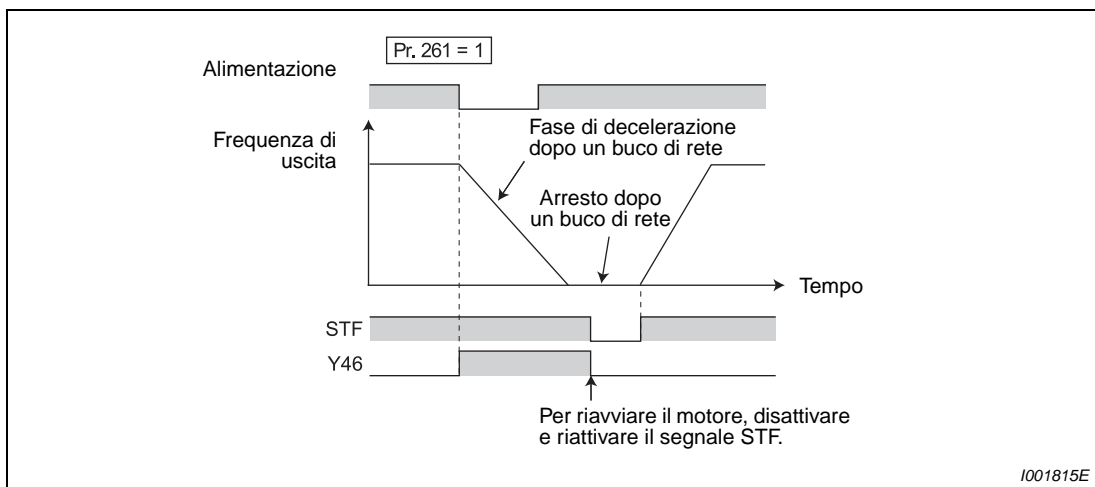 Pr. 261 = 1
Alimentazione
Frequenza di
uscita
Fase di decelerazione
dopo un buco di rete
Arresto dopo
un buco di rete
Tempo
STF
Y46
Per riavviare il motore, disattivare
e riattivare il segnale STF.
I001815E